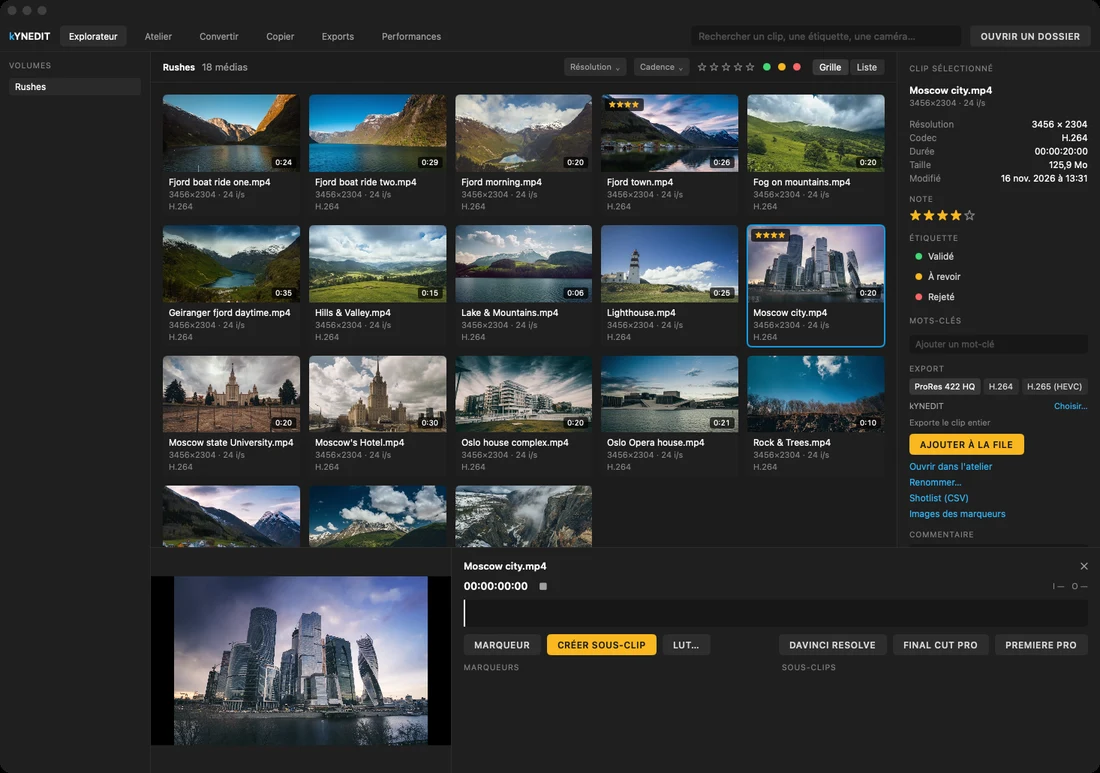 kYNEDIT
Explorateur
Atelier
Convertir
Copier
Exports
Performances
Rechercher un clip, une étiquette, une caméra…
OUVRIR UN DOSSIER
VOLUMES
Rushes
Rushes 18 médias
Résolution
Cadence
Grille
Liste
0:24
Fjord boat ride one.mp4
3456×2304 · 24 i/s
H.264
0:29
Fjord boat ride two.mp4
3456×2304 · 24 i/s
H.264
0:20
Fjord morning.mp4
3456×2304 · 24 i/s
H.264
★★★★
0:26
Fjord town.mp4
3456×2304 · 24 i/s
H.264
0:20
Fog on mountains.mp4
3456×2304 · 24 i/s
H.264
0:35
Geiranger fjord daytime.mp4
3456×2304 · 24 i/s
H.264
0:15
Hills & Valley.mp4
3456×2304 · 24 i/s
H.264
0:06
Lake & Mountains.mp4
3456×2304 · 24 i/s
H.264
0:25
Lighthouse.mp4
3456×2304 · 24 i/s
H.264
★★★★
0:20
Moscow city.mp4
3456×2304 · 24 i/s
H.264
0:20
Moscow state University.mp4
3456×2304 · 24 i/s
H.264
0:30
Moscow's Hotel.mp4
3456×2304 · 24 i/s
H.264
0:20
Oslo house complex.mp4
3456×2304 · 24 i/s
H.264
0:21
Oslo Opera house.mp4
3456×2304 · 24 i/s
H.264
0:10
Rock & Trees.mp4
3456×2304 · 24 i/s
H.264
CLIP SÉLECTIONNÉ
Moscow city.mp4
3456×2304 · 24 i/s
Résolution 3456 × 2304
Codec H.264
Durée 00:00:20:00
Taille 125,9 Mo
Modifié 16 nov. 2026 à 13:31
NOTE
★★★★☆
ÉTIQUETTE
Validé
À revoir
Rejeté
MOTS-CLÉS
Ajouter un mot-clé
EXPORT
ProRes 422 HQ
H.264
H.265 (HEVC)
kYNEDIT Choisir…
Exporte le clip entier
AJOUTER À LA FILE
Ouvrir dans l'atelier
Renommer…
Shotlist (CSV)
Images des marqueurs
COMMENTAIRE
Moscow city.mp4
00:00:00:00
I — O —
MARQUEUR
CRÉER SOUS-CLIP
LUT…
DAVINCI RESOLVE
FINAL CUT PRO
PREMIERE PRO
MARQUEURS
SOUS-CLIPS